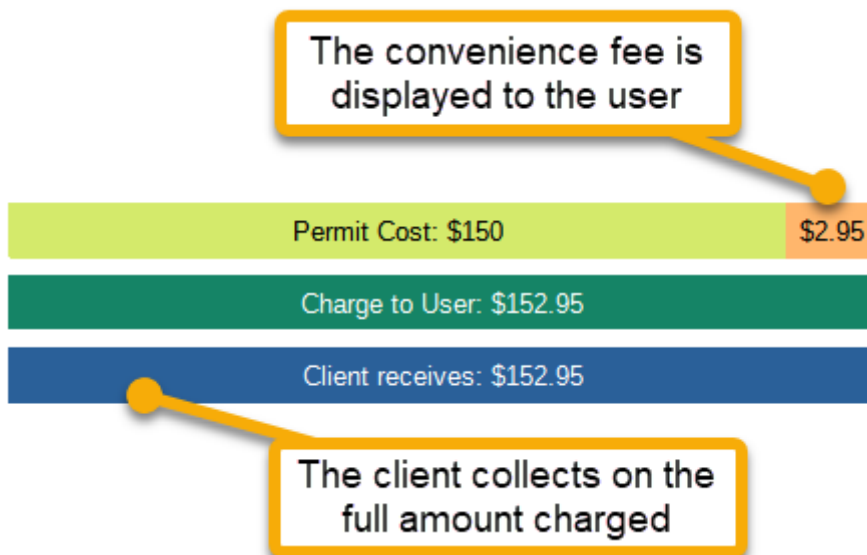 The convenience fee is
displayed to the user
Permit Cost: $150
$2.95
Charge to User: $152.95
Client receives: $152.95
The client collects on the
full amount charged